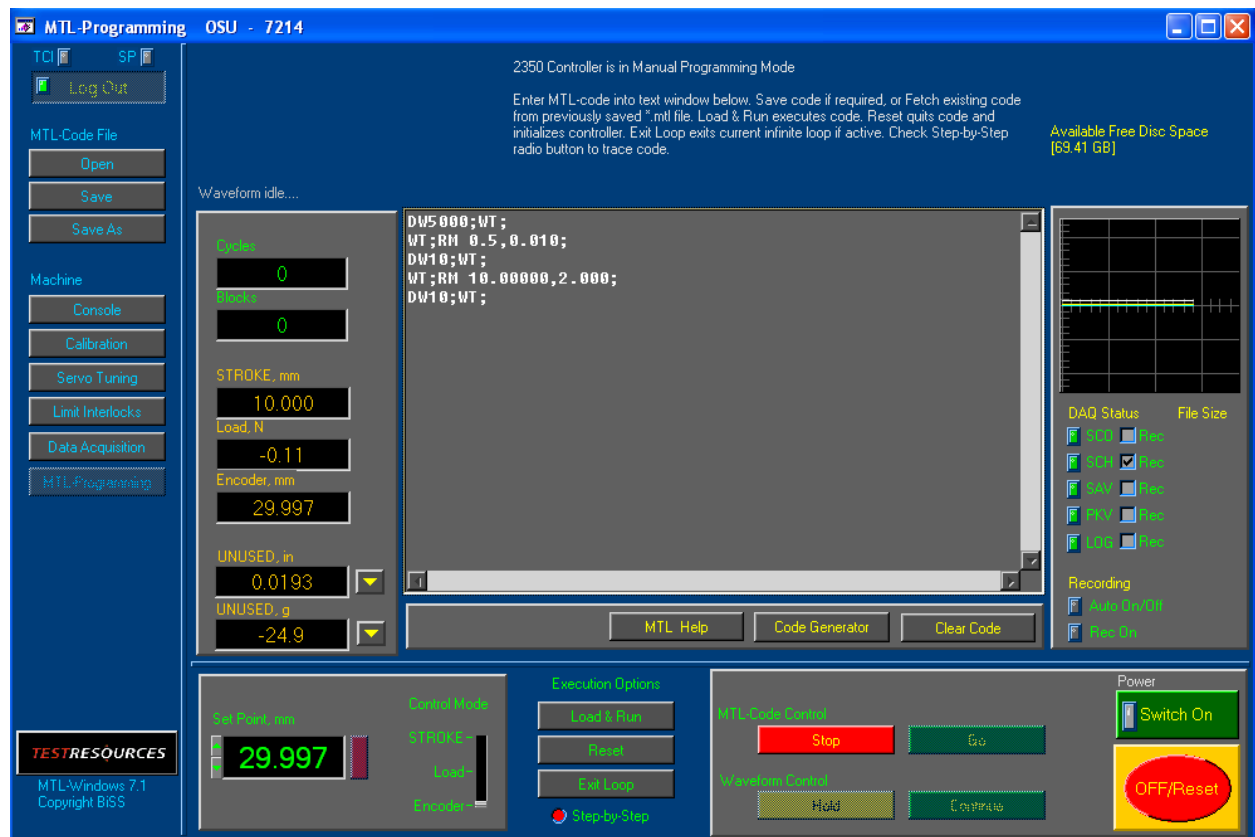 MTL-Programming OSU - 7214
TCI SP
Log Out
MTL-Code File
Open
Save
Save As
Machine
Console
Calibration
Servo Tuning
Limit Interlocks
Data Acquisition
MTL-Programming
TESTRESOURCES
MTL-Windows 7.1
Copyright BiSS
2350 Controller is in Manual Programming Mode
Enter MTL-code into text window below. Save code if required, or Fetch existing code
from previously saved *.mtl file. Load & Run executes code. Reset quits code and
initializes controller. Exit Loop exits current infinite loop if active. Check Step-by-Step
radio button to trace code.
Available Free Disc Space
[69.41 GB]
Waveform idle....
Cycles
0
Blocks
0
STROKE, mm
10.000
Load, N
-0.11
Encoder, mm
29.997
UNUSED, in
0.0193
UNUSED, g
-24.9
DW5000;WT;
WT;RM 0.5,0.010;
DW10;WT;
WT;RM 10.00000,2.000;
DW10;WT;
MTL Help Code Generator Clear Code
DAQ Status File Size
SCO Rec
SCH Rec
SAV Rec
PKV Rec
LOG Rec
Recording
Auto On/Off
Rec On
Set Point, mm
29.997
Control Mode
STROKE
Load
Encoder
Execution Options
Load & Run
Reset
Exit Loop
Step-by-Step
MTL-Code Control
Stop Go
Waveform Control
Hold Continue
Power
Switch On
OFF/Reset